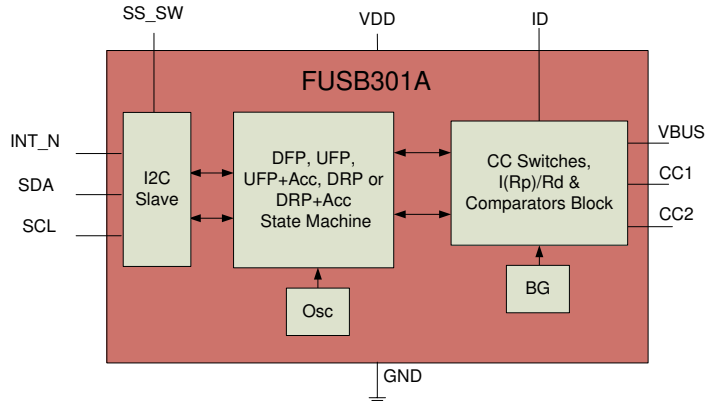 SS_SW
VDD
ID
FUSB301A
INT_N
SDA
SCL
I2C
Slave
DFP, UFP,
UFP+Acc, DRP or
DRP+Acc
State Machine
CC Switches,
I(Rp)/Rd &
Comparators Block
VBUS
CC1
CC2
Osc
BG
GND